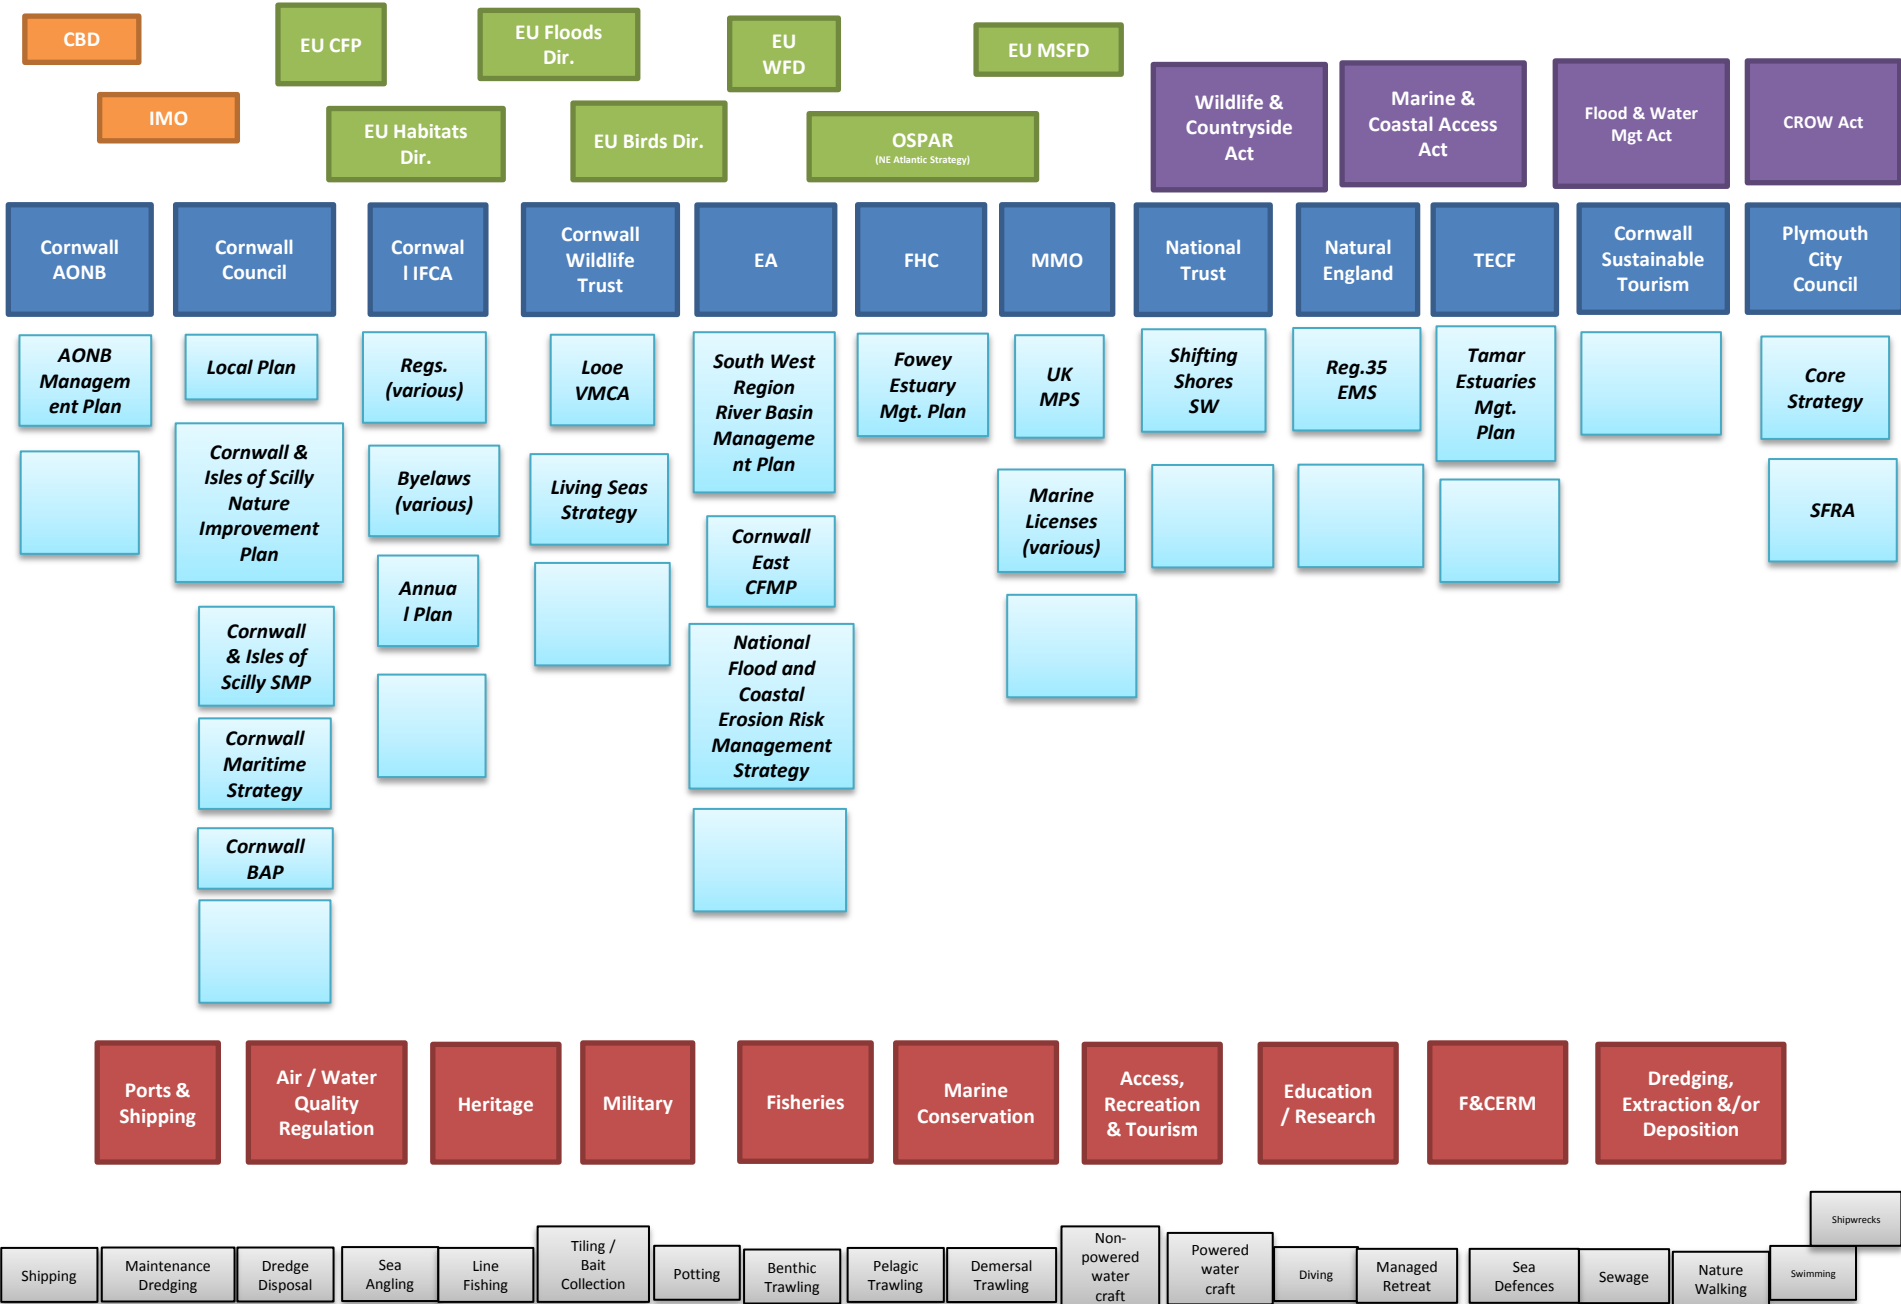 CBD
EU CFP
EU Floods
Dir.
EU
WFD
EU MSFD
IMO
EU Habitats
Dir.
EU Birds Dir.
OSPAR
(NE Atlantic Strategy)
Wildlife &
Countryside
Act
Marine &
Coastal Access
Act
Flood & Water
Mgt Act
CROW Act
Cornwall
AONB
Cornwall
Council
Cornwal
l IFCA
Cornwall
Wildlife
Trust
EA
FHC
MMO
National
Trust
Natural
England
TECF
Cornwall
Sustainable
Tourism
Plymouth
City
Council
AONB
Managem
ent Plan
Local Plan
Cornwall &
Isles of Scilly
Nature
Improvement
Plan
Cornwall
& Isles of
Scilly SMP
Cornwall
Maritime
Strategy
Cornwall
BAP
Regs.
(various)
Byelaws
(various)
Annua
l Plan
Looe
VMCA
Living Seas
Strategy
South West
Region
River Basin
Manageme
nt Plan
Cornwall
East
CFMP
National
Flood and
Coastal
Erosion Risk
Management
Strategy
Fowey
Estuary
Mgt. Plan
UK
MPS
Marine
Licenses
(various)
Shifting
Shores
SW
Reg.35
EMS
Tamar
Estuaries
Mgt.
Plan
Core
Strategy
SFRA
Ports &
Shipping
Air / Water
Quality
Regulation
Heritage
Military
Fisheries
Marine
Conservation
Access,
Recreation
& Tourism
Education
/ Research
F&CERM
Dredging,
Extraction &/or
Deposition
Shipping
Maintenance
Dredging
Dredge
Disposal
Sea
Angling
Line
Fishing
Tiling /
Bait
Collection
Potting
Benthic
Trawling
Pelagic
Trawling
Demersal
Trawling
Non-
powered
water
craft
Powered
water
craft
Diving
Managed
Retreat
Sea
Defences
Sewage
Nature
Walking
Swimming
Shipwrecks